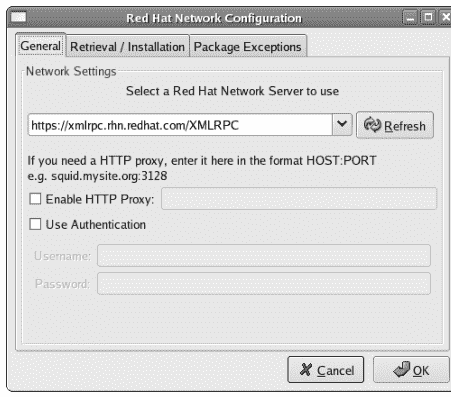 Red Hat Network Configuration
General Retrieval / Installation Package Exceptions
Network Settings
Select a Red Hat Network Server to use
https://xmlrpc.rhn.redhat.com/XMLRPC Refresh
If you need a HTTP proxy, enter it here in the format HOST:PORT
e.g. squid.mysite.org:3128
Enable HTTP Proxy:
Use Authentication
Username:
Password:
Cancel OK